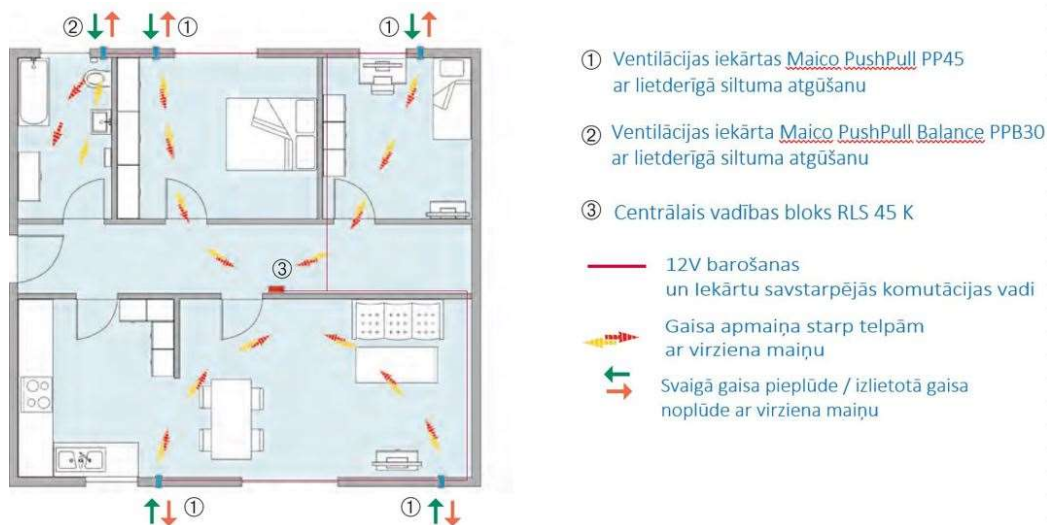 ② ① ①
① Ventilācijas iekārtas Maico PushPull PP45
ar lietderīgā siltuma atgūšanu
② Ventilācijas iekārta Maico PushPull Balance PPB30
ar lietderīgā siltuma atgūšanu
③ Centrālais vadības bloks RLS 45 K
③
12V barošanas
un Iekārtu savstarpējās komutācijas vadi
Gaisa apmaiņa starp telpām
ar virziena maiņu
Svaigā gaisa pieplūde / izlietotā gaisa
noplūde ar virziena maiņu
① ①